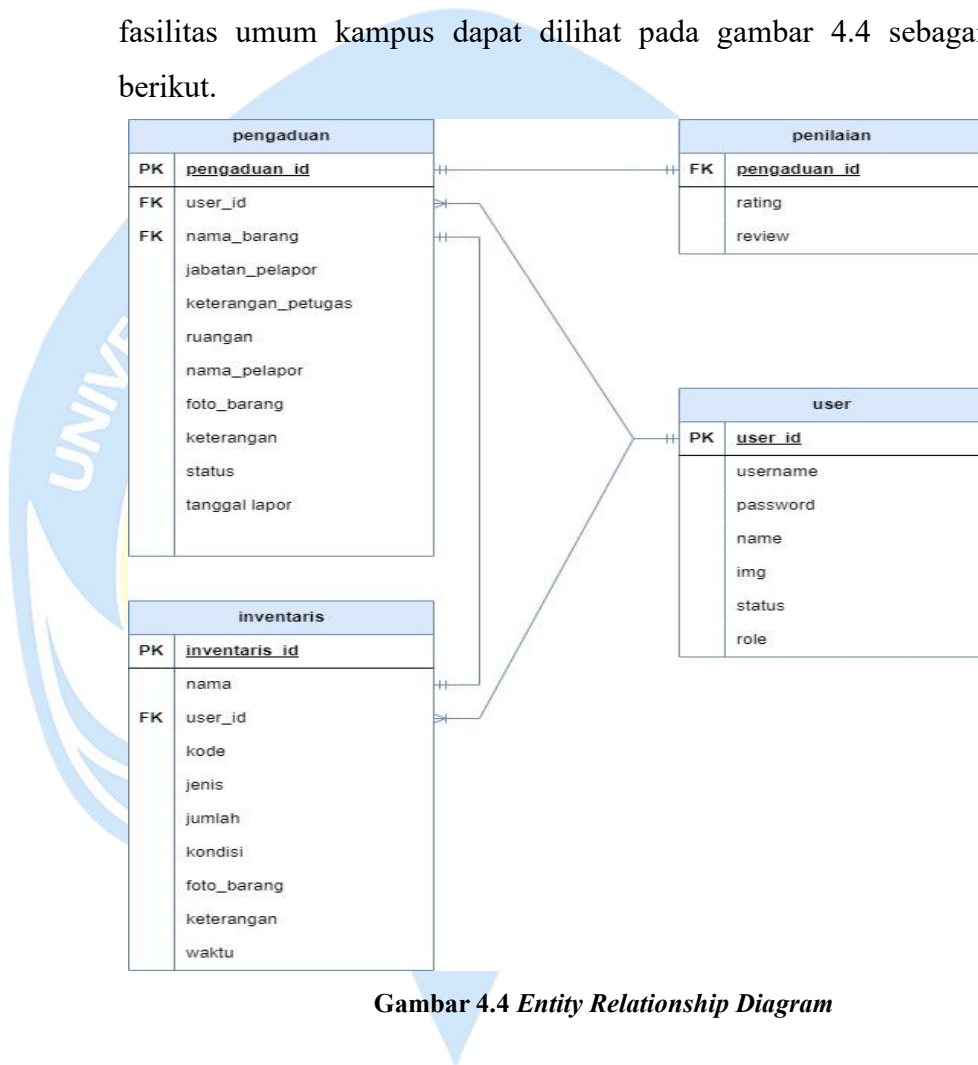 fasilitas umum kampus dapat dilihat pada gambar 4.4 sebagai
berikut.
pengaduan
PK pengaduan_id
FK user_id
FK nama_barang
jabatan_pelapor
keterangan_petugas
ruangan
nama_pelapor
foto_barang
keterangan
status
tanggal lapor
penilaian
FK pengaduan_id
rating
review
user
PK user_id
username
password
name
img
status
role
inventaris
PK inventaris_id
nama
FK user_id
kode
jenis
jumlah
kondisi
foto_barang
keterangan
waktu
Gambar 4.4 Entity Relationship Diagram